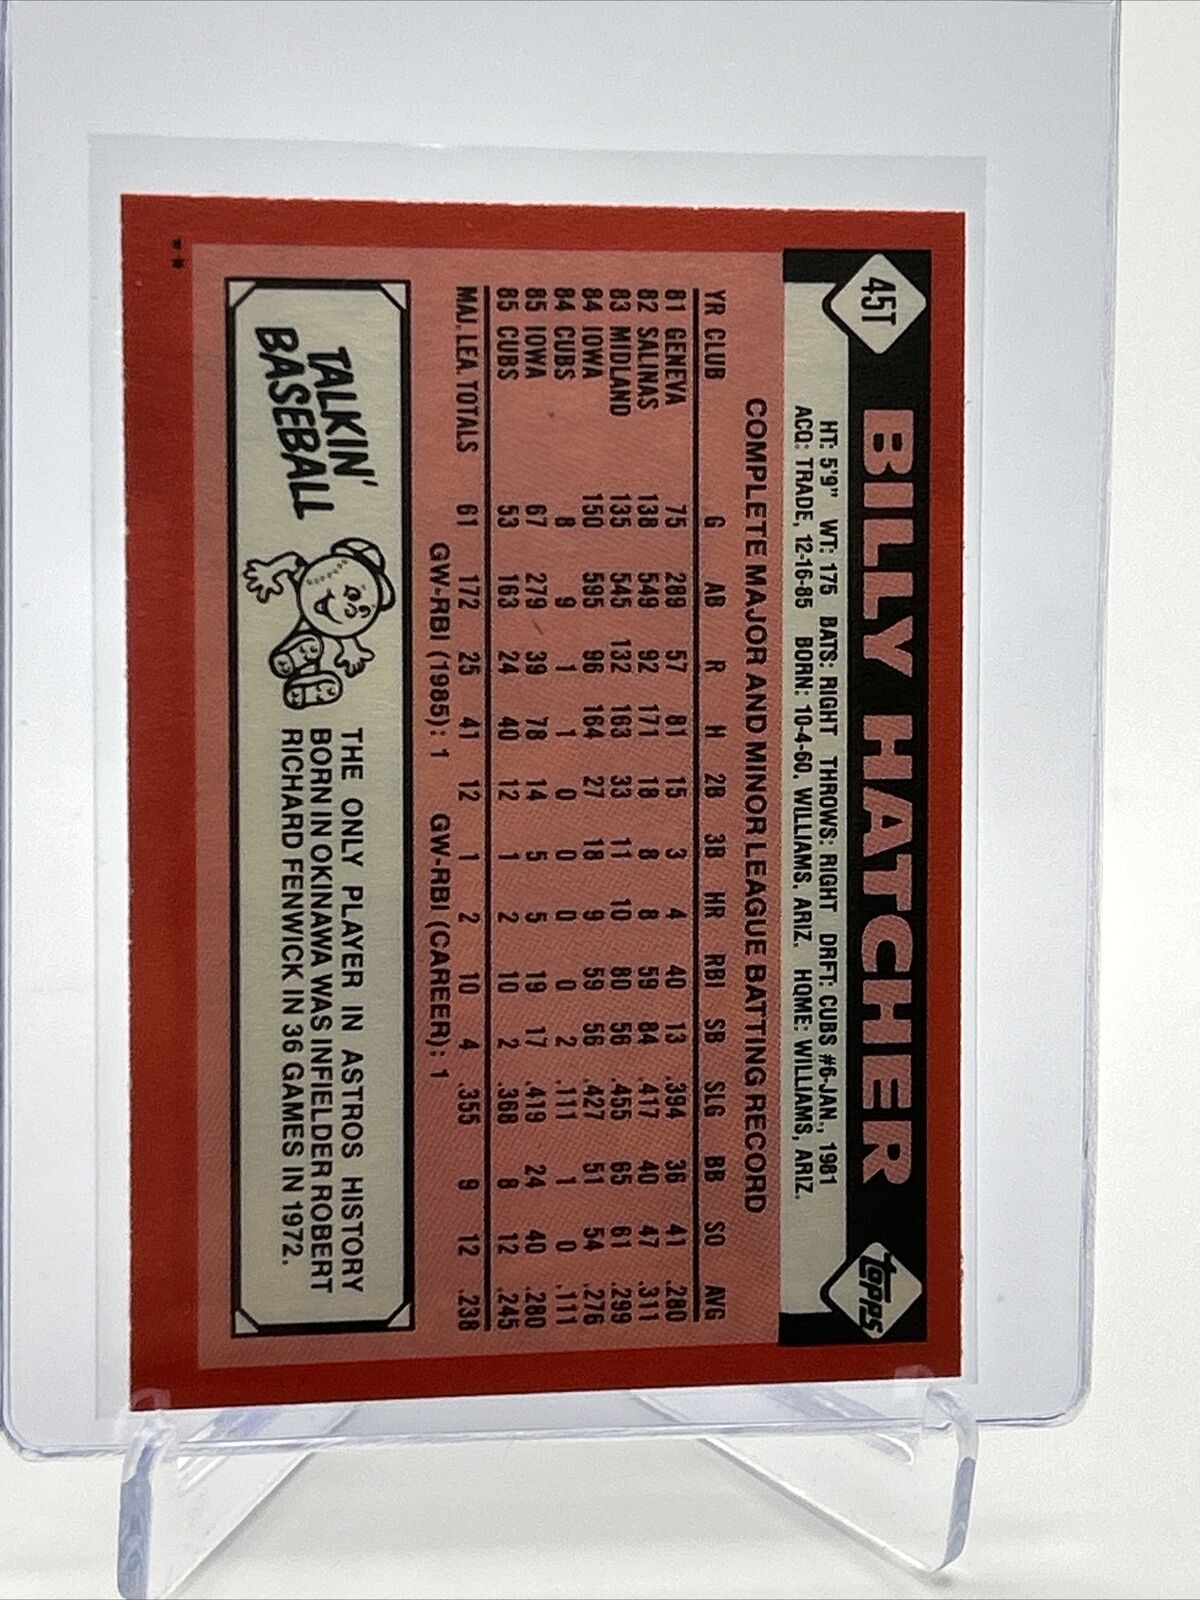 45T
BILLY HATCHER
topps
HT: 5'9" WT: 175 BATS: RIGHT THROWS: RIGHT DRFT: CUBS #6-JAN., 1981
ACQ: TRADE, 12-16-85 BORN: 10-4-60, WILLIAMS, ARIZ. HOME: WILLIAMS, ARIZ.
COMPLETE MAJOR AND MINOR LEAGUE BATTING RECORD
YR CLUB G AB R H 2B 3B HR RBI SB SLG BB SO AVG
81 GENEVA 75 289 57 81 15 3 4 40 13 .394 36 41 .280
82 SALINAS 138 549 92 171 18 8 8 59 84 .417 40 47 .311
83 MIDLAND 135 545 132 163 33 11 10 80 56 .455 65 61 .299
84 IOWA 150 595 96 164 27 18 9 59 56 .427 51 54 .276
84 CUBS 8 9 1 1 0 0 0 0 2 .111 1 0 .111
85 IOWA 67 279 39 78 14 5 5 19 17 .419 24 40 .280
85 CUBS 53 163 24 40 12 1 2 10 2 .368 8 12 .245
MAJ. LEA. TOTALS 61 172 25 41 12 1 2 10 4 .355 9 12 .238
GW-RBI (1985): 1 GW-RBI (CAREER): 1
TALKIN'
BASEBALL
THE ONLY PLAYER IN ASTROS HISTORY
BORN IN OKINAWA WAS INFIELDER ROBERT
RICHARD FENWICK IN 36 GAMES IN 1972.
**